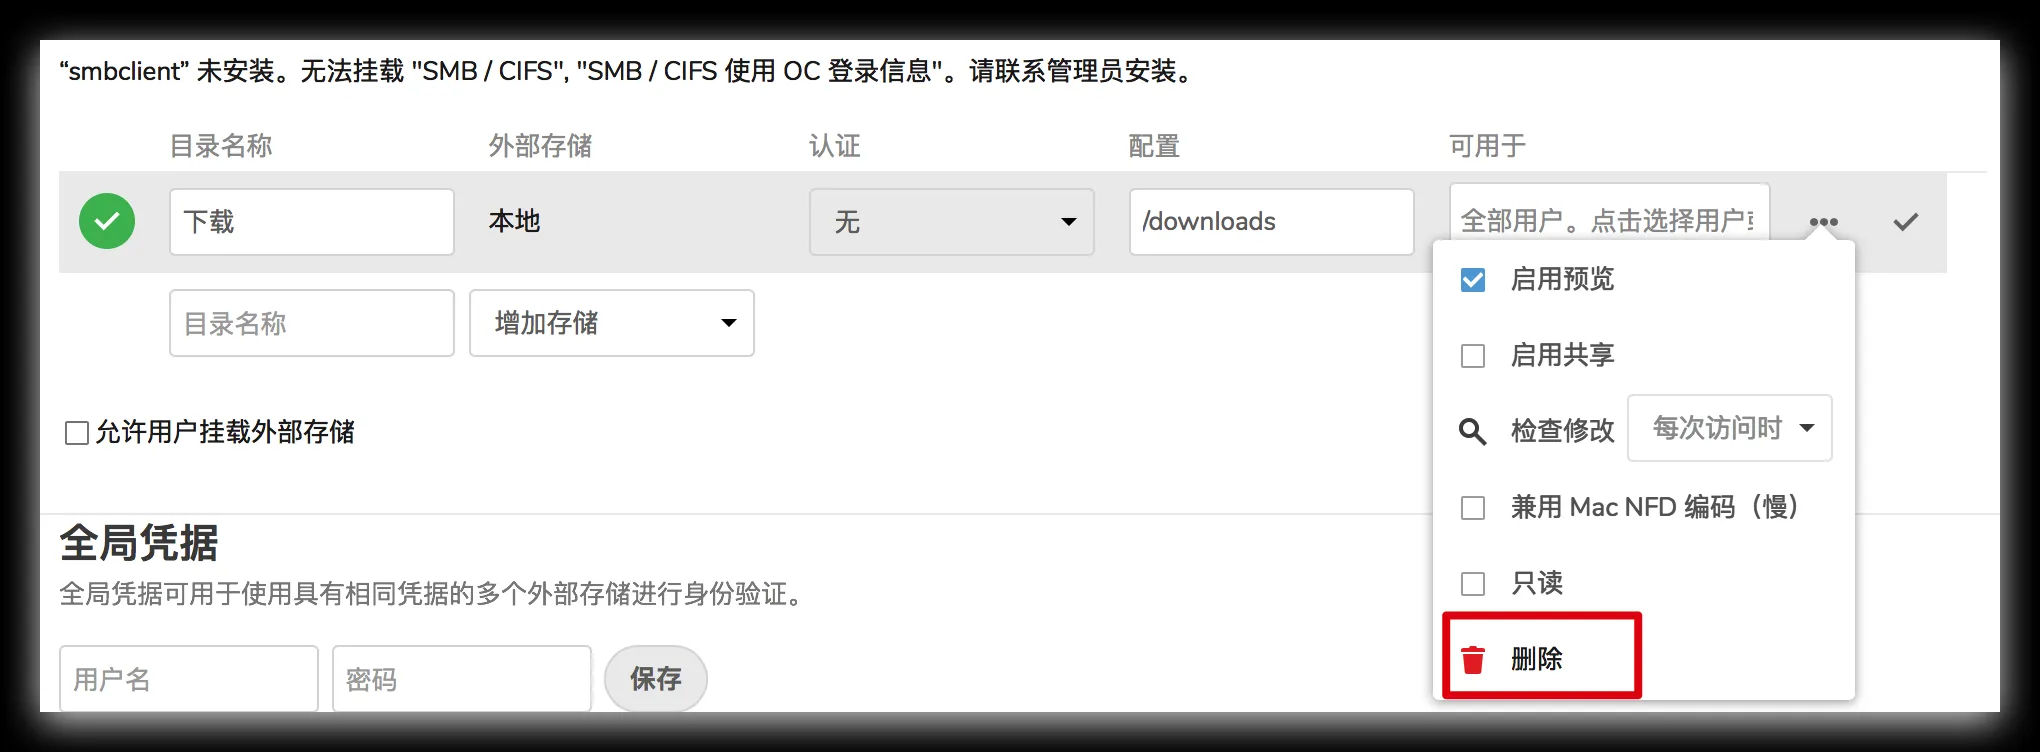 “smbclient” 未安装。无法挂载 "SMB / CIFS", "SMB / CIFS 使用 OC 登录信息"。请联系管理员安装。
目录名称 外部存储 认证 配置 可用于
下载 本地 无 /downloads 全部用户。点击选择用户
启用预览
目录名称 增加存储
启用共享
允许用户挂载外部存储
检查修改 每次访问时
兼用 Mac NFD 编码（慢）
全局凭据
只读
全局凭据可用于使用具有相同凭据的多个外部存储进行身份验证。
删除
用户名 密码 保存